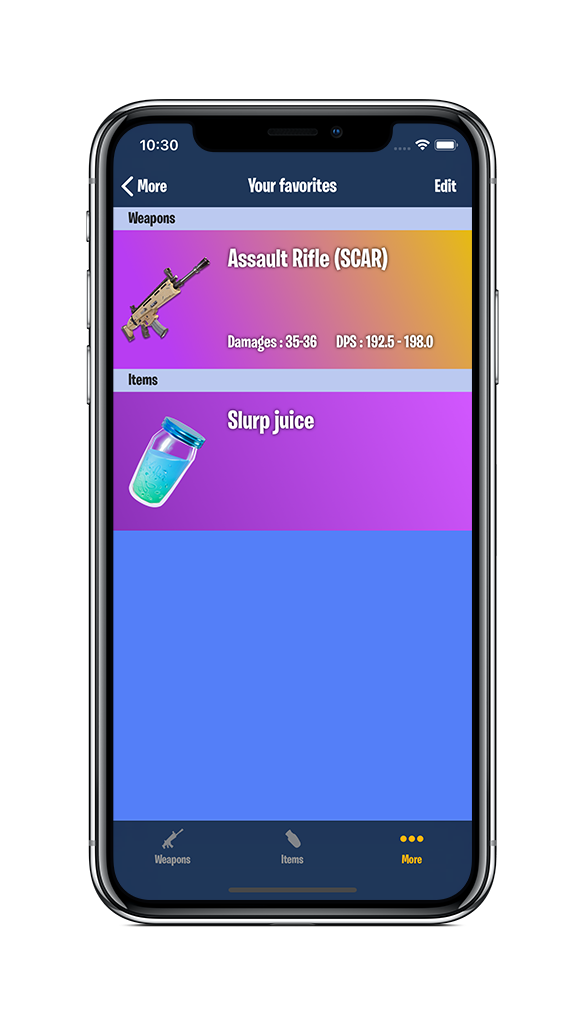 10:30
More Your favorites Edit
Weapons
Assault Rifle (SCAR)
Damages : 35-36 DPS : 192.5 - 198.0
Items
Slurp juice
Weapons Items More